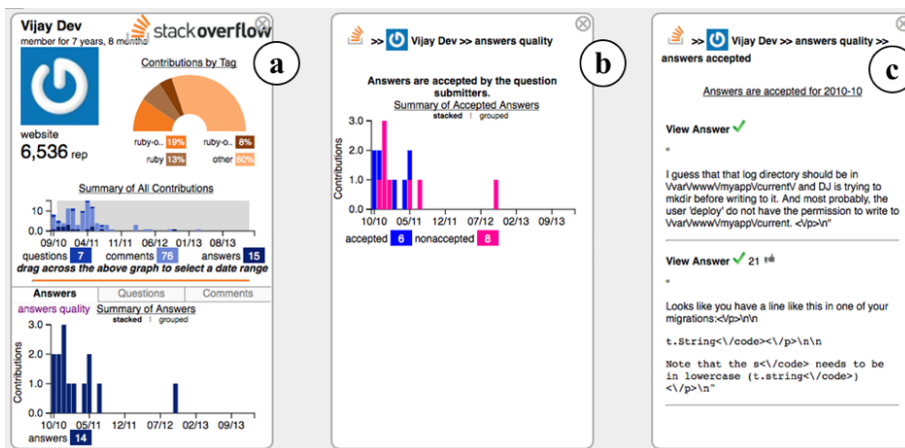 Vijay Dev
member for 7 years, 8 months
stackoverflow
a
Contributions by Tag
website
6,536 rep
ruby-o.. 19% ruby-o.. 8%
ruby 13% other 60%
Summary of All Contributions
10
0
09/10 04/11 11/11 06/12 01/13 08/13
questions 7 comments 76 answers 15
drag across the above graph to select a date range
Answers Questions Comments
answers quality Summary of Answers
stacked | grouped
Contributions
3.0
2.0
1.0
0.0
10/10 05/11 12/11 07/12 02/13 09/13
answers 14
>> Vijay Dev >> answers quality
b
Answers are accepted by the question
submitters.
Summary of Accepted Answers
stacked | grouped
Contributions
3.0
2.0
1.0
0.0
10/10 05/11 12/11 07/12 02/13 09/13
accepted 6 nonaccepted 8
>> Vijay Dev >> answers quality >>
answers accepted
c
Answers are accepted for 2010-10
View Answer
"
I guess that that log directory should be in
\/var\/www\/myapp\/current\/ and DJ is trying to
mkdir before writing to it. And most probably, the
user 'deploy' do not have the permission to write to
\/var\/www\/myapp\/current. <\/p>\n"
View Answer 21
"
Looks like you have a line like this in one of your
migrations:<\/p>\n\n
t.String<\/code><\/p>\n\n
Note that the s<\/code> needs to be
in lowercase (t.string<\/code>)
<\/p>\n"